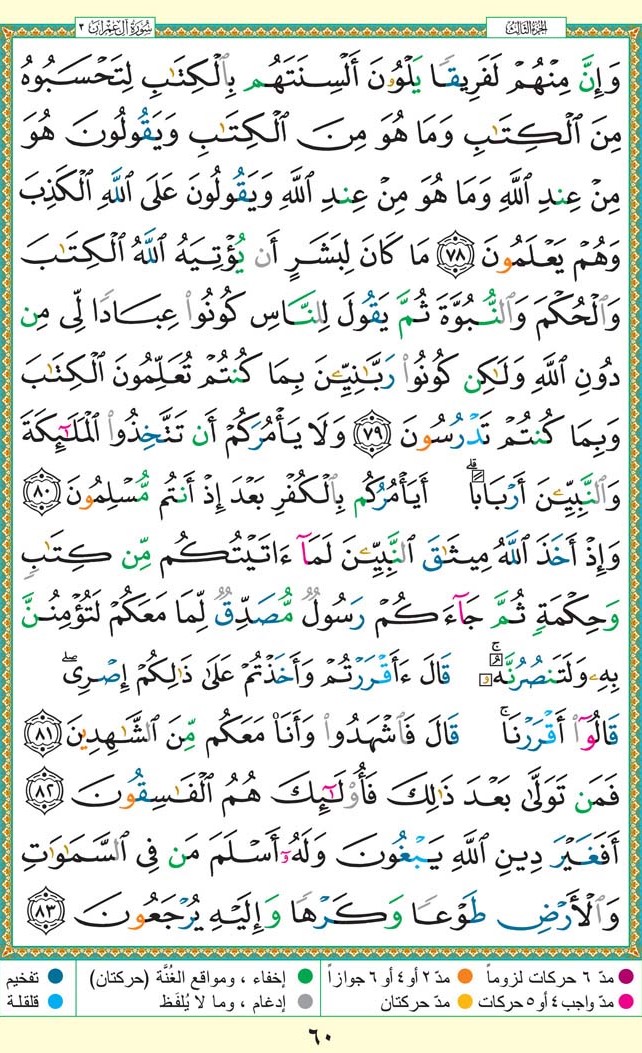 الجزء الثالث
سورة آل عمران ٣
وَإِنَّ مِنْهُمْ لَفَرِيقًا يَلْوُۥنَ أَلْسِنَتَهُم بِٱلْكِتَٰبِ لِتَحْسَبُوهُ
مِنَ ٱلْكِتَٰبِ وَمَا هُوَ مِنَ ٱلْكِتَٰبِ وَيَقُولُونَ هُوَ
مِنْ عِندِ ٱللَّهِ وَمَا هُوَ مِنْ عِندِ ٱللَّهِ وَيَقُولُونَ عَلَى ٱللَّهِ ٱلْكَذِبَ
وَهُمْ يَعْلَمُونَ ٧٨ مَا كَانَ لِبَشَرٍ أَن يُؤْتِيَهُ ٱللَّهُ ٱلْكِتَٰبَ
وَٱلْحُكْمَ وَٱلنُّبُوَّةَ ثُمَّ يَقُولَ لِلنَّاسِ كُونُوا۟ عِبَادًا لِّى مِن
دُونِ ٱللَّهِ وَلَٰكِن كُونُوا۟ رَبَّٰنِيِّۦنَ بِمَا كُنتُمْ تُعَلِّمُونَ ٱلْكِتَٰبَ
وَبِمَا كُنتُمْ تَدْرُسُونَ ٧٩ وَلَا يَأْمُرَكُمْ أَن تَتَّخِذُوا۟ ٱلْمَلَٰٓئِكَةَ
وَٱلنَّبِيِّۦنَ أَرْبَابًا ۗ أَيَأْمُرُكُم بِٱلْكُفْرِ بَعْدَ إِذْ أَنتُم مُّسْلِمُونَ ٨٠
وَإِذْ أَخَذَ ٱللَّهُ مِيثَٰقَ ٱلنَّبِيِّۦنَ لَمَآ ءَاتَيْتُكُم مِّن كِتَٰبٍ
وَحِكْمَةٍ ثُمَّ جَآءَكُمْ رَسُولٌ مُّصَدِّقٌ لِّمَا مَعَكُمْ لَتُؤْمِنُنَّ
بِهِۦ وَلَتَنصُرُنَّهُۥ ۚ قَالَ ءَأَقْرَرْتُمْ وَأَخَذْتُمْ عَلَىٰ ذَٰلِكُمْ إِصْرِى ۖ
قَالُوٓا۟ أَقْرَرْنَا ۚ قَالَ فَٱشْهَدُوا۟ وَأَنَا۠ مَعَكُم مِّنَ ٱلشَّٰهِدِينَ ٨١
فَمَن تَوَلَّىٰ بَعْدَ ذَٰلِكَ فَأُو۟لَٰٓئِكَ هُمُ ٱلْفَٰسِقُونَ ٨٢
أَفَغَيْرَ دِينِ ٱللَّهِ يَبْغُونَ وَلَهُۥٓ أَسْلَمَ مَن فِى ٱلسَّمَٰوَٰتِ
وَٱلْأَرْضِ طَوْعًا وَكَرْهًا وَإِلَيْهِ يُرْجَعُونَ ٨٣
مدّ ٦ حركات لزوماً مدّ ٢ أو ٤ أو ٦ جوازاً إخفاء ، ومواقع الغُنَّة (حركتان) تفخيم
مدّ واجب ٤ أو ٥ حركات مدّ حركتان إدغام ، وما لا يُلفَظ قلقلة
٦٠